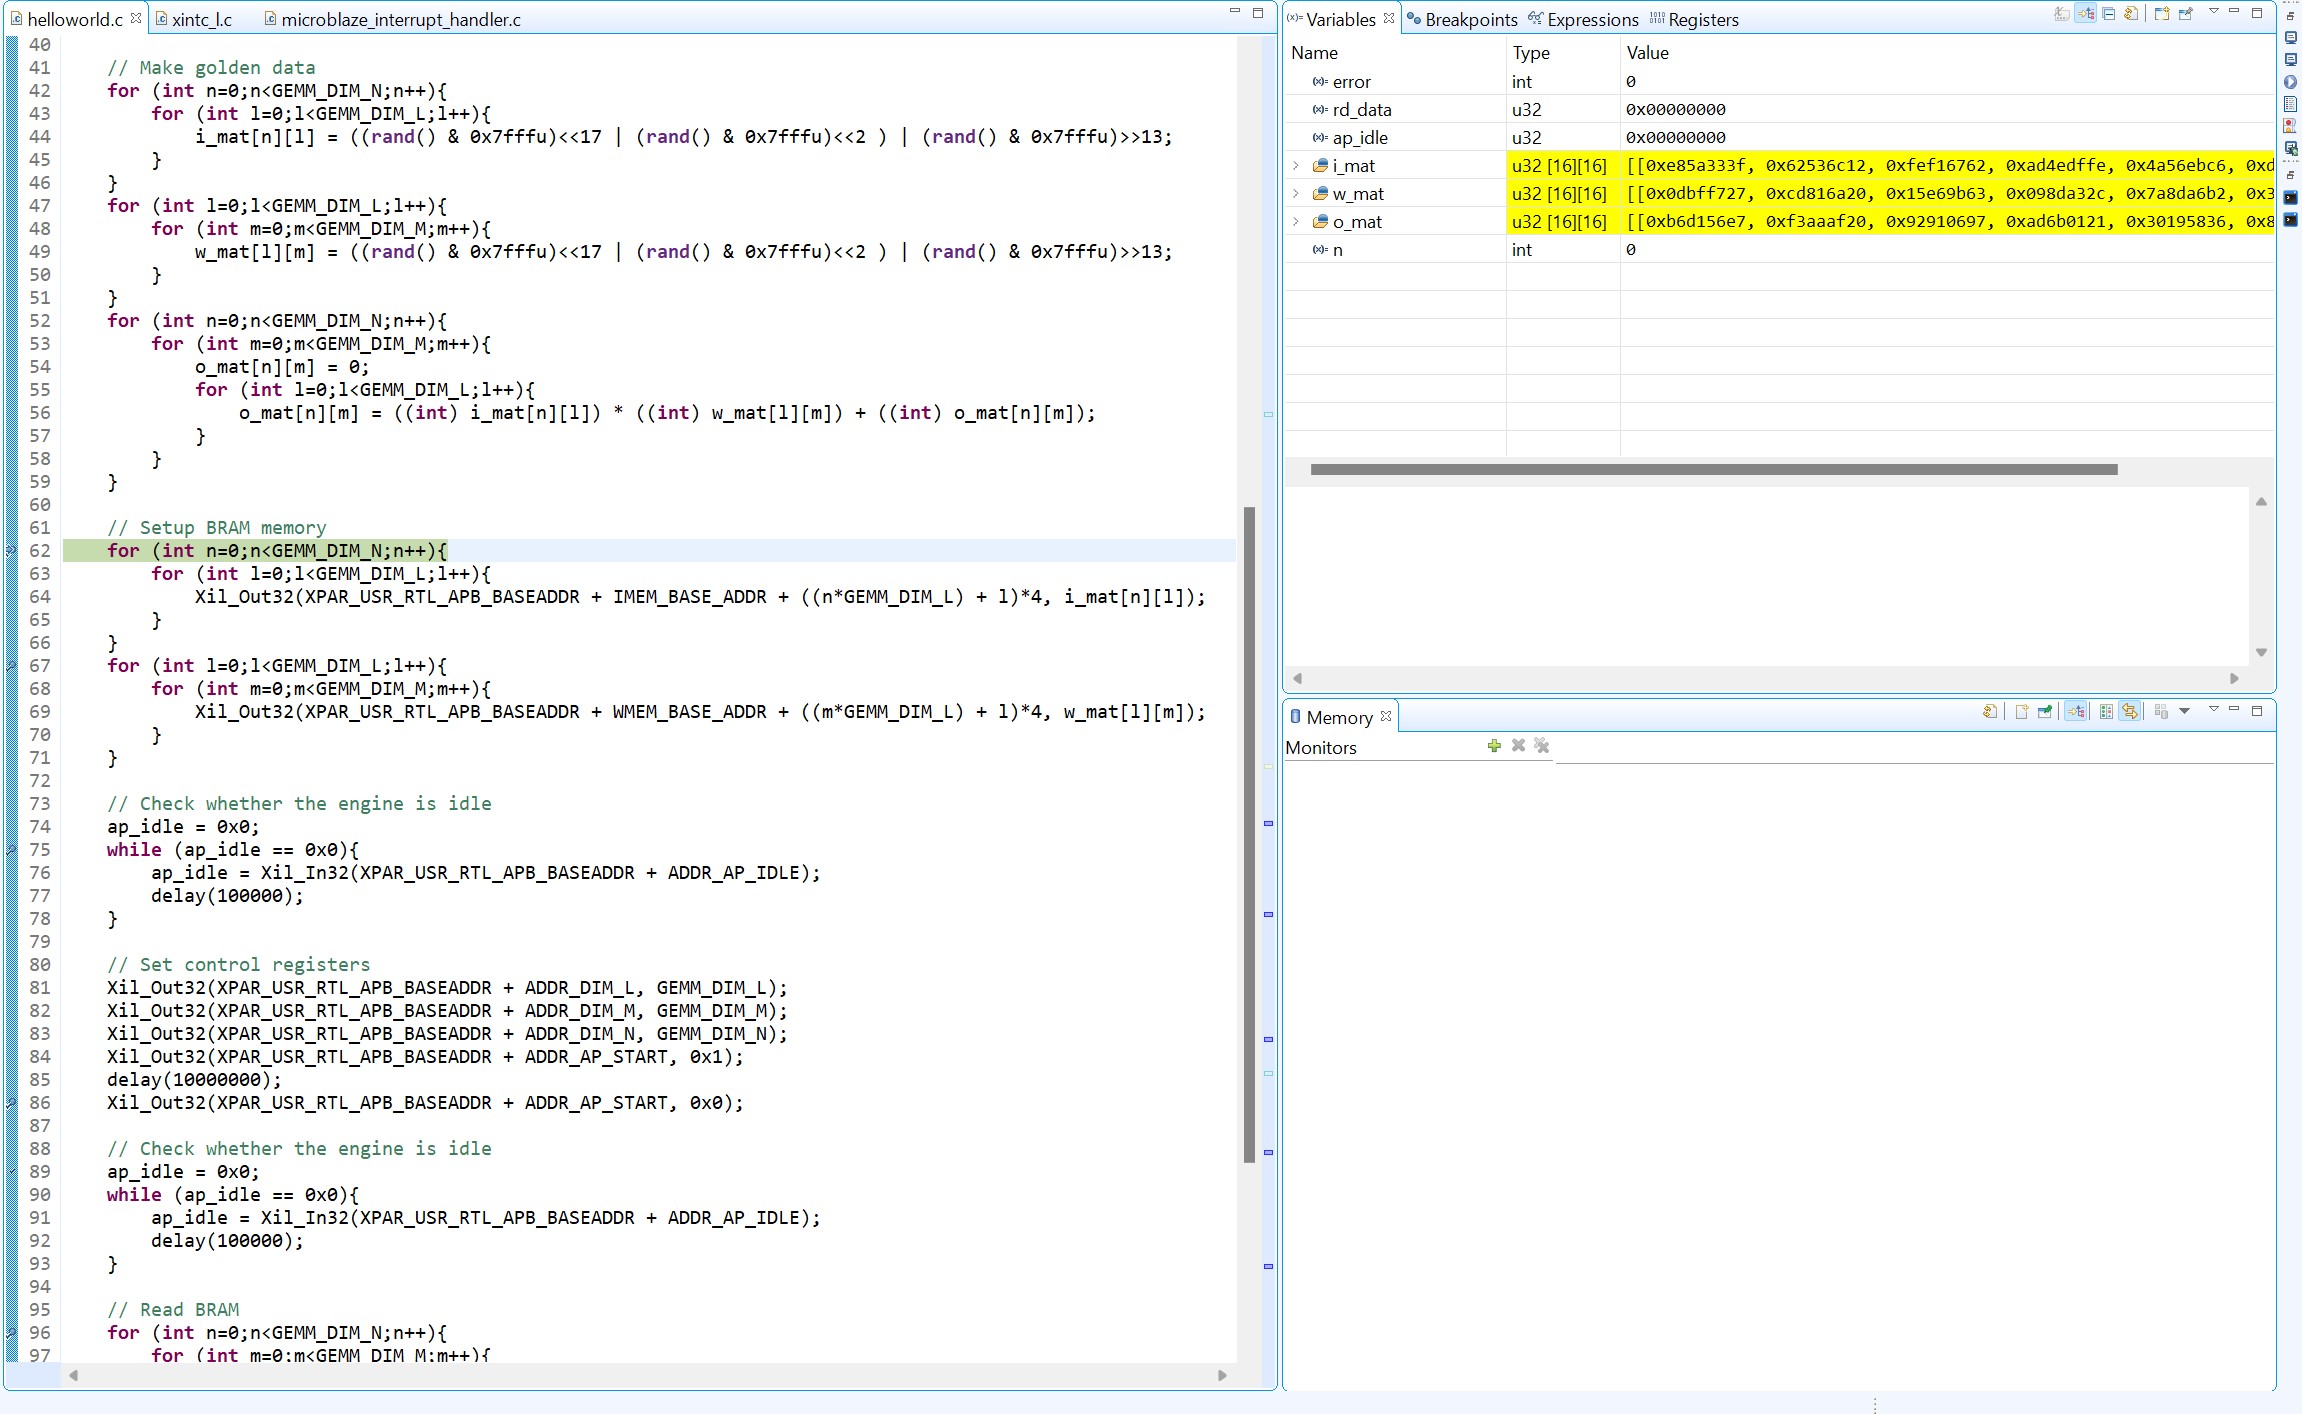 helloworld.c
xintc_l.c
microblaze_interrupt_handler.c
40
41 // Make golden data
42 for (int n=0;n<GEMM_DIM_N;n++){
43 for (int l=0;l<GEMM_DIM_L;l++){
44 i_mat[n][l] = ((rand() & 0x7fffu)<<17 | (rand() & 0x7fffu)<<2 ) | (rand() & 0x7fffu)>>13;
45 }
46 }
47 for (int l=0;l<GEMM_DIM_L;l++){
48 for (int m=0;m<GEMM_DIM_M;m++){
49 w_mat[l][m] = ((rand() & 0x7fffu)<<17 | (rand() & 0x7fffu)<<2 ) | (rand() & 0x7fffu)>>13;
50 }
51 }
52 for (int n=0;n<GEMM_DIM_N;n++){
53 for (int m=0;m<GEMM_DIM_M;m++){
54 o_mat[n][m] = 0;
55 for (int l=0;l<GEMM_DIM_L;l++){
56 o_mat[n][m] = ((int) i_mat[n][l]) * ((int) w_mat[l][m]) + ((int) o_mat[n][m]);
57 }
58 }
59 }
60
61 // Setup BRAM memory
62 for (int n=0;n<GEMM_DIM_N;n++){
63 for (int l=0;l<GEMM_DIM_L;l++){
64 Xil_Out32(XPAR_USR_RTL_APB_BASEADDR + IMEM_BASE_ADDR + ((n*GEMM_DIM_L) + l)*4, i_mat[n][l]);
65 }
66 }
67 for (int l=0;l<GEMM_DIM_L;l++){
68 for (int m=0;m<GEMM_DIM_M;m++){
69 Xil_Out32(XPAR_USR_RTL_APB_BASEADDR + WMEM_BASE_ADDR + ((m*GEMM_DIM_L) + l)*4, w_mat[l][m]);
70 }
71 }
72
73 // Check whether the engine is idle
74 ap_idle = 0x0;
75 while (ap_idle == 0x0){
76 ap_idle = Xil_In32(XPAR_USR_RTL_APB_BASEADDR + ADDR_AP_IDLE);
77 delay(100000);
78 }
79
80 // Set control registers
81 Xil_Out32(XPAR_USR_RTL_APB_BASEADDR + ADDR_DIM_L, GEMM_DIM_L);
82 Xil_Out32(XPAR_USR_RTL_APB_BASEADDR + ADDR_DIM_M, GEMM_DIM_M);
83 Xil_Out32(XPAR_USR_RTL_APB_BASEADDR + ADDR_DIM_N, GEMM_DIM_N);
84 Xil_Out32(XPAR_USR_RTL_APB_BASEADDR + ADDR_AP_START, 0x1);
85 delay(10000000);
86 Xil_Out32(XPAR_USR_RTL_APB_BASEADDR + ADDR_AP_START, 0x0);
87
88 // Check whether the engine is idle
89 ap_idle = 0x0;
90 while (ap_idle == 0x0){
91 ap_idle = Xil_In32(XPAR_USR_RTL_APB_BASEADDR + ADDR_AP_IDLE);
92 delay(100000);
93 }
94
95 // Read BRAM
96 for (int n=0;n<GEMM_DIM_N;n++){
97 for (int m=0;m<GEMM_DIM_M;m++){
Variables Breakpoints Expressions Registers
Name Type Value
error int 0
rd_data u32 0x00000000
ap_idle u32 0x00000000
i_mat u32 [16][16] [[0xe85a333f, 0x62536c12, 0xfef16762, 0xad4edffe, 0x4a56ebc6, 0xd
w_mat u32 [16][16] [[0x0dbff727, 0xcd816a20, 0x15e69b63, 0x098da32c, 0x7a8da6b2, 0x3
o_mat u32 [16][16] [[0xb6d156e7, 0xf3aaaf20, 0x92910697, 0xad6b0121, 0x30195836, 0x8
n int 0
Memory
Monitors